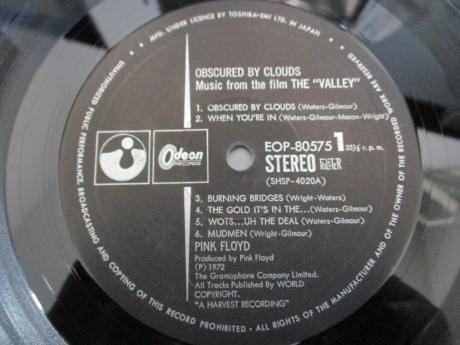 MFD. UNDER LICENCE BY TOSHIBA-EMI LTD. IN JAPAN
UNAUTHORIZED PUBLIC PERFORMANCE, BROADCASTING AND COPYING OF THIS RECORD PROHIBITED · ALL RIGHTS OF THE MANUFACTURER AND OF THE OWNER OF THE RECORDED WORK ARE RESERVED
OBSCURED BY CLOUDS
Music from the film THE "VALLEY"
1. OBSCURED BY CLOUDS (Waters-Gilmour)
2. WHEN YOU'RE IN (Waters-Gilmour-Mason-Wright)
Odeon
RECORDS
EOP-80575 1 33⅓ r. p. m.
STEREO
(SHSP-4020A)
3. BURNING BRIDGES (Wright-Waters)
4. THE GOLD IT'S IN THE...(Waters-Gilmour)
5. WOTS...UH THE DEAL (Waters-Gilmour)
6. MUDMEN (Wright-Gilmour)
PINK FLOYD
Produced by Pink Floyd
(P) 1972
The Gramophone Company Limited.
All Tracks Published By WORLD
COPYRIGHT.
"A HARVEST RECORDING"